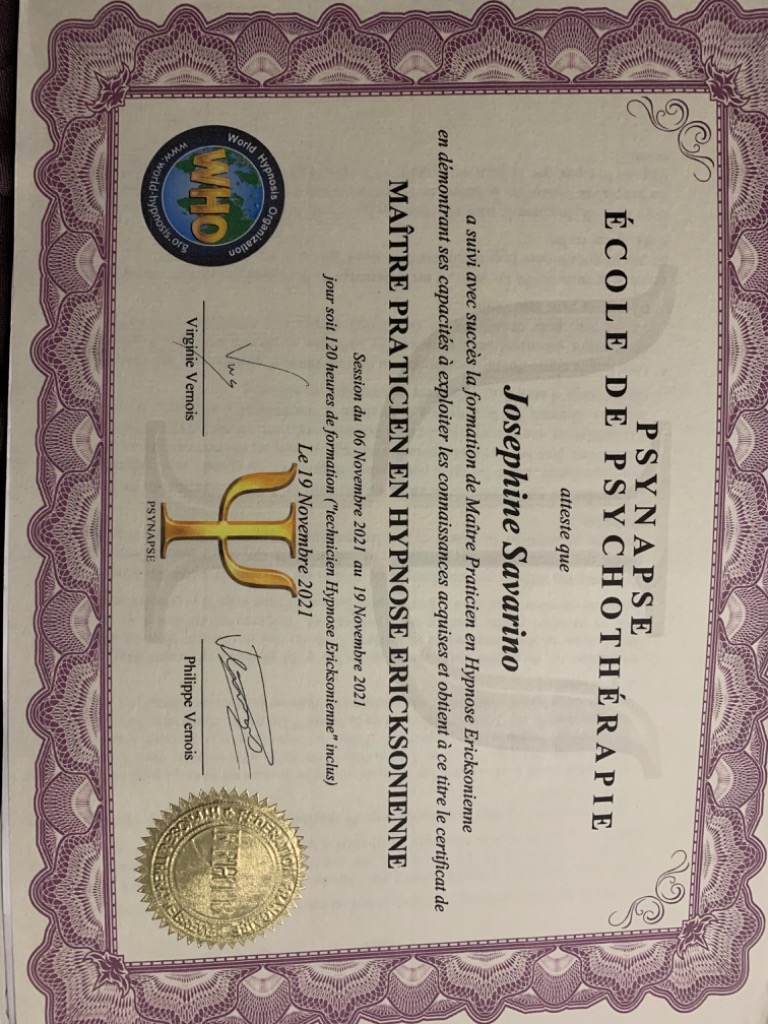 PSYNAPSE
ÉCOLE DE PSYCHOTHÉRAPIE
atteste que
Josephine Savarino
a suivi avec succès la formation de Maître Praticien en Hypnose Ericksonienne
en démontrant ses capacités à exploiter les connaissances acquises et obtient à ce titre le certificat de
MAÎTRE PRATICIEN EN HYPNOSE ERICKSONIENNE
Session du 06 Novembre 2021 au 19 Novembre 2021
jour soit 120 heures de formation ("technicien Hypnose Ericksonienne" inclus)
Le 19 Novembre 2021
World Hypnosis Organization
WHO
www.world-hypnosis.org
Virginie Vernois
PSYNAPSE
Philippe Vernois